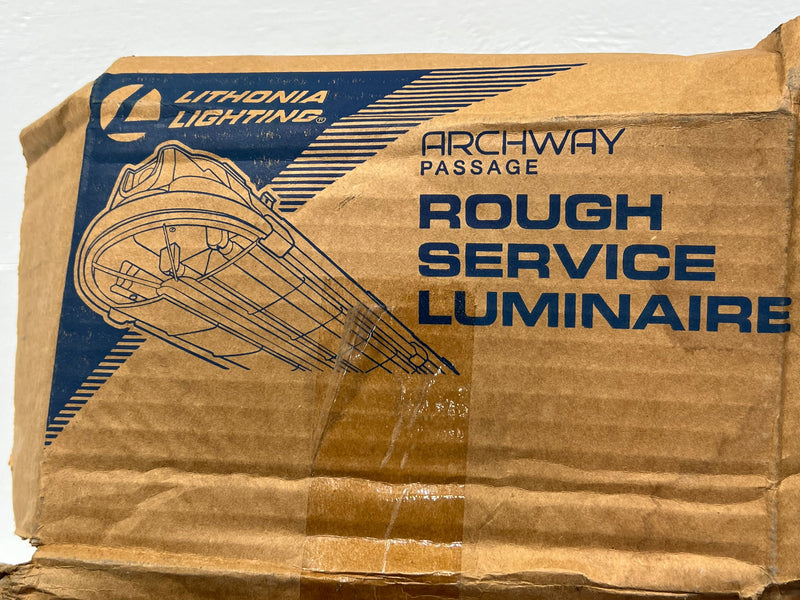 LITHONIA
LIGHTING®
ARCHWAY
PASSAGE
ROUGH
SERVICE
LUMINAIRE